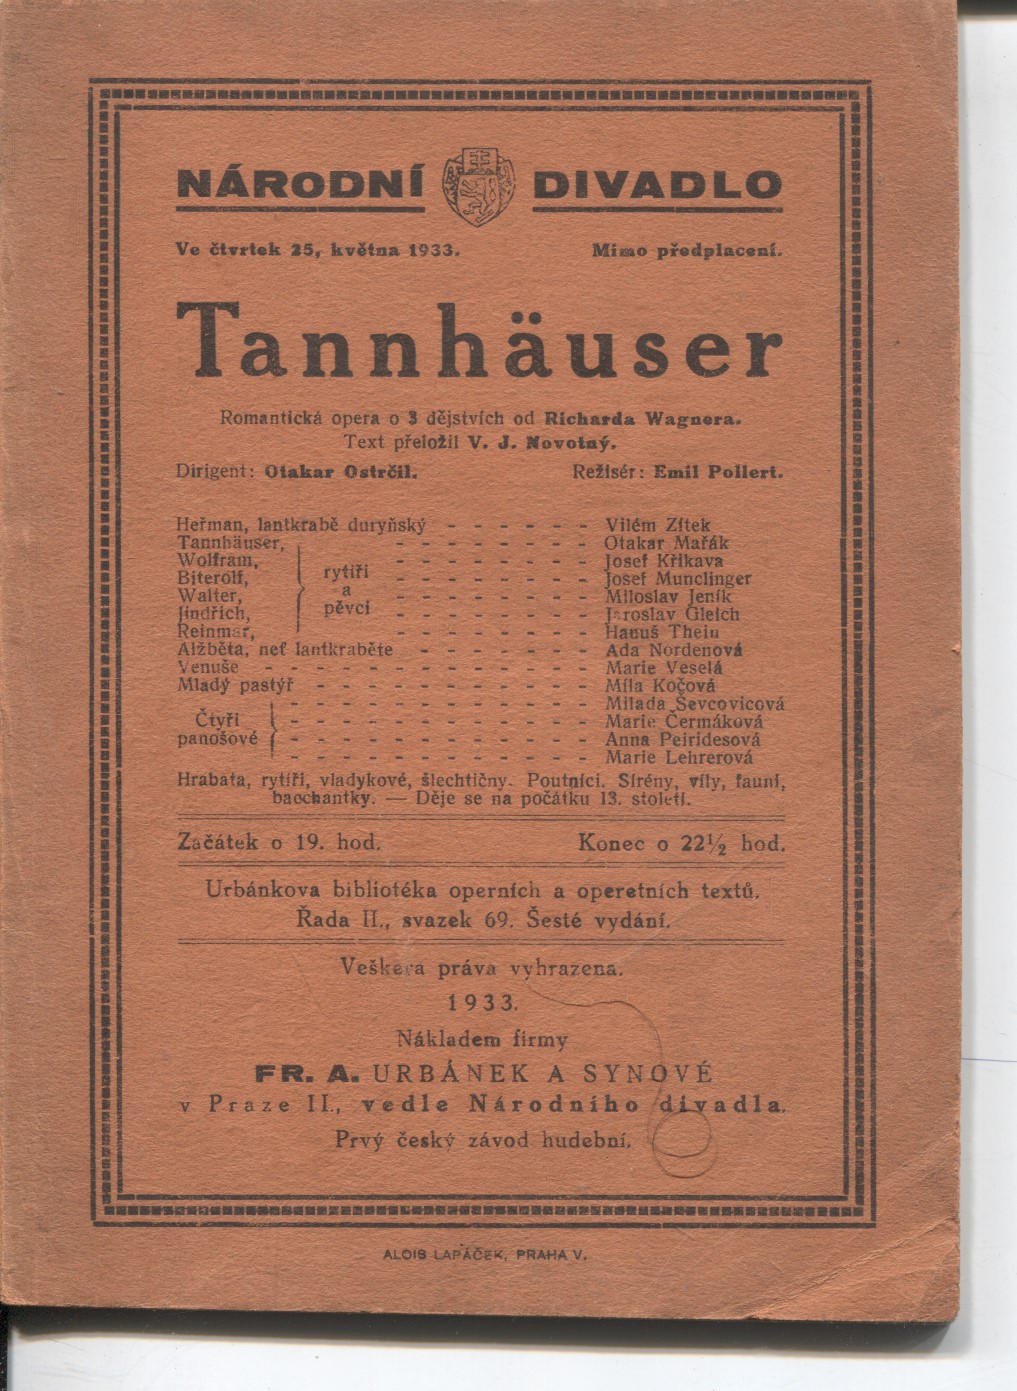 NÁRODNÍ DIVADLO
Ve čtvrtek 25, května 1933. Mimo předplacení.
Tannhäuser
Romantická opera o 3 dějstvích od Richarda Wagnera.
Text přeložil V. J. Novotný.
Dirigent: Otakar Ostrčil. Režisér: Emil Pollert.
Heřman, lantkrabě duryňský - - - - - - Vilém Zítek
Tannhäuser, - - - - - - - - Otakar Mařák
Wolfram, - - - - - - - - Josef Křikava
Biterolf, rytíři - - - - - - - - Josef Munclinger
Walter, a - - - - - - - - Miloslav Jeník
Jindřich, pěvci - - - - - - - - Jaroslav Gleich
Reinmar, - - - - - - - - Hanuš Thein
Alžběta, neť lantkraběte - - - - - - - Ada Nordenová
Venuše - - - - - - - - - - - - - Marie Veselá
Mladý pastýř - - - - - - - - - - - Míla Kočová
- - - - - - - - - - - - Milada Ševcovicová
Čtyři - - - - - - - - - - - - Marie Čermáková
panošové - - - - - - - - - - - - Anna Peiridesová
- - - - - - - - - - - - Marie Lehrerová
Hrabata, rytíři, vladykové, šlechtičny. Poutníci. Sirény, víly, fauni,
bacchantky. — Děje se na počátku 13. století.
Začátek o 19. hod. Konec o 22½ hod.
Urbánkova bibliotéka operních a operetních textů.
Řada II., svazek 69. Šesté vydání.
Veškera práva vyhrazena.
1933.
Nákladem firmy
FR. A. URBÁNEK A SYNOVÉ
v Praze II., vedle Národního divadla.
Prvý český závod hudební.
ALOIS LAPÁČEK, PRAHA V.